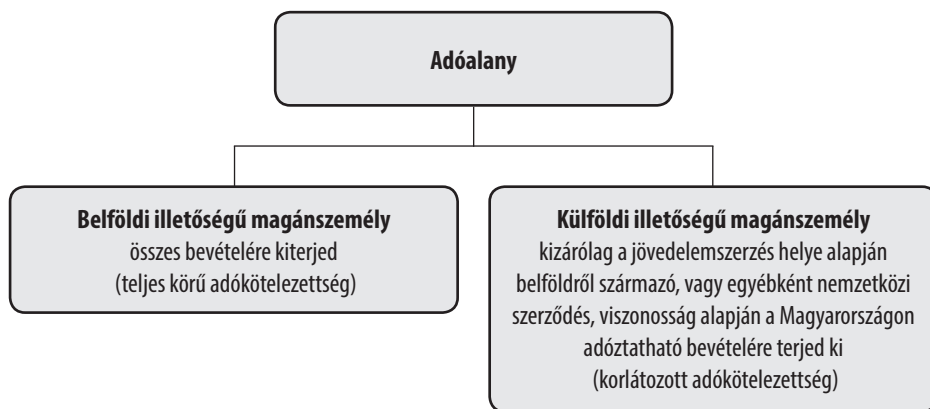 Adóalany
Belföldi illetőségű magánszemély
összes bevételére kiterjed
(teljes körű adókötelezettség)
Külföldi illetőségű magánszemély
kizárólag a jövedelemszerzés helye alapján
belföldről származó, vagy egyébként nemzetközi
szerződés, viszonosság alapján a Magyarországon
adóztatható bevételére terjed ki
(korlátozott adókötelezettség)